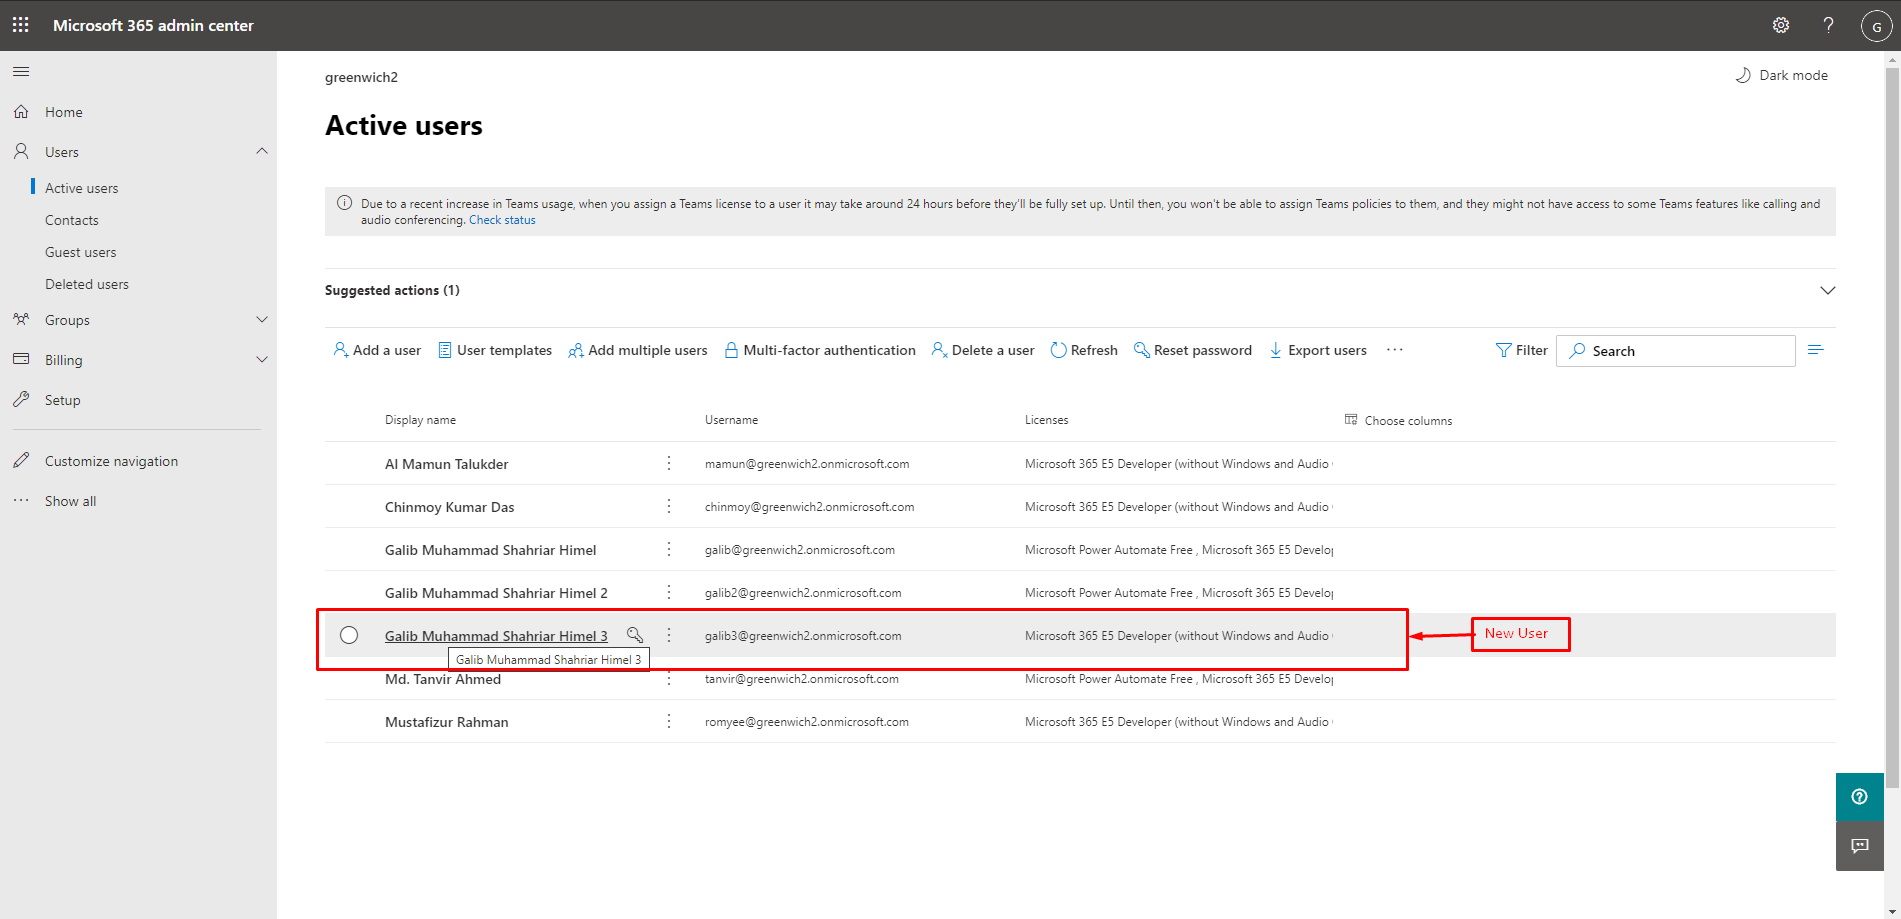 Microsoft 365 admin center
G
greenwich2
Dark mode
Home
Users
Active users
Contacts
Guest users
Deleted users
Groups
Billing
Setup
Customize navigation
Show all
Active users
Due to a recent increase in Teams usage, when you assign a Teams license to a user it may take around 24 hours before they'll be fully set up. Until then, you won't be able to assign Teams policies to them, and they might not have access to some Teams features like calling and
audio conferencing. Check status
Suggested actions (1)
Add a user User templates Add multiple users Multi-factor authentication Delete a user Refresh Reset password Export users Filter Search
Display name Username Licenses Choose columns
Al Mamun Talukder mamun@greenwich2.onmicrosoft.com Microsoft 365 E5 Developer (without Windows and Audio
Chinmoy Kumar Das chinmoy@greenwich2.onmicrosoft.com Microsoft 365 E5 Developer (without Windows and Audio
Galib Muhammad Shahriar Himel galib@greenwich2.onmicrosoft.com Microsoft Power Automate Free , Microsoft 365 E5 Develop
Galib Muhammad Shahriar Himel 2 galib2@greenwich2.onmicrosoft.com Microsoft Power Automate Free , Microsoft 365 E5 Develop
Galib Muhammad Shahriar Himel 3 galib3@greenwich2.onmicrosoft.com Microsoft 365 E5 Developer (without Windows and Audio New User
Galib Muhammad Shahriar Himel 3
Md. Tanvir Ahmed tanvir@greenwich2.onmicrosoft.com Microsoft Power Automate Free , Microsoft 365 E5 Develop
Mustafizur Rahman romyee@greenwich2.onmicrosoft.com Microsoft 365 E5 Developer (without Windows and Audio